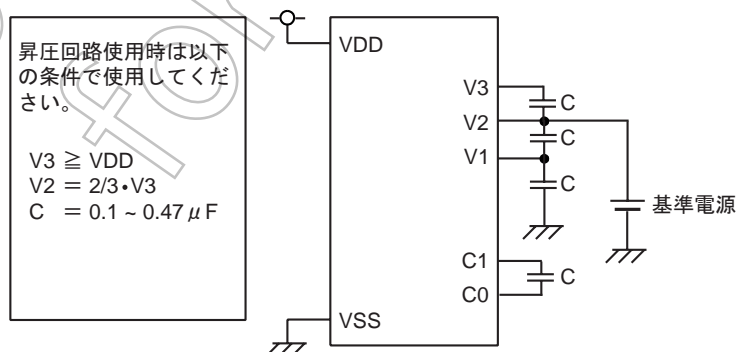 昇圧回路使用時は以下
の条件で使用してくだ
さい。
V3 ≧ VDD
V2 = 2/3•V3
C = 0.1 ~ 0.47 μ F
VDD
V3
C
V2
C
V1
C
基準電源
C1
C
C0
VSS
for